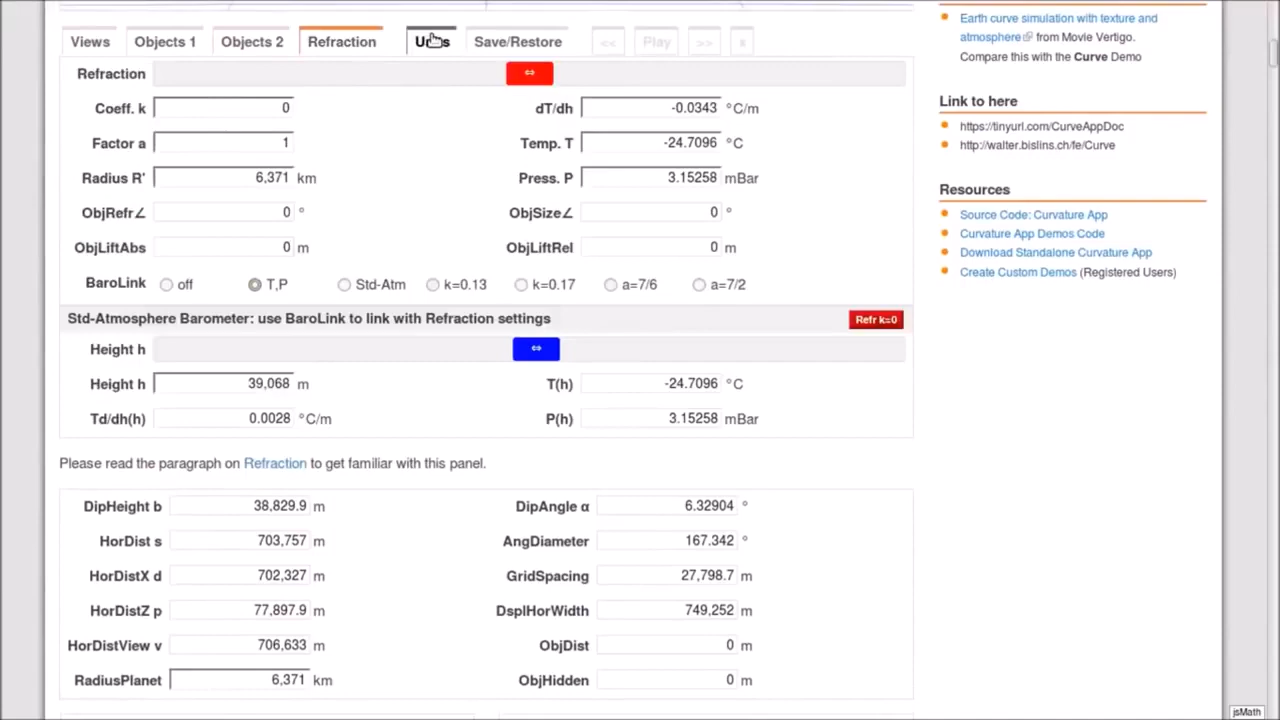 Views Objects 1 Objects 2 Refraction Units Save/Restore << Play >> s
Refraction ⇔
Coeff. k 0 dT/dh -0.0343 °C/m
Factor a 1 Temp. T -24.7096 °C
Radius R' 6,371 km Press. P 3.15258 mBar
ObjRefr∠ 0 ° ObjSize∠ 0 °
ObjLiftAbs 0 m ObjLiftRel 0 m
BaroLink off T,P Std-Atm k=0.13 k=0.17 a=7/6 a=7/2
Std-Atmosphere Barometer: use BaroLink to link with Refraction settings Refr k=0
Height h ⇔
Height h 39,068 m T(h) -24.7096 °C
Td/dh(h) 0.0028 °C/m P(h) 3.15258 mBar
Please read the paragraph on Refraction to get familiar with this panel.
DipHeight b 38,829.9 m DipAngle α 6.32904 °
HorDist s 703,757 m AngDiameter 167.342 °
HorDistX d 702,327 m GridSpacing 27,798.7 m
HorDistZ p 77,897.9 m DsplHorWidth 749,252 m
HorDistView v 706,633 m ObjDist 0 m
RadiusPlanet 6,371 km ObjHidden 0 m
Earth curve simulation with texture and
atmosphere from Movie Vertigo.
Compare this with the Curve Demo
Link to here
https://tinyurl.com/CurveAppDoc
http://walter.bislins.ch/fe/Curve
Resources
Source Code: Curvature App
Curvature App Demos Code
Download Standalone Curvature App
Create Custom Demos (Registered Users)
jsMath